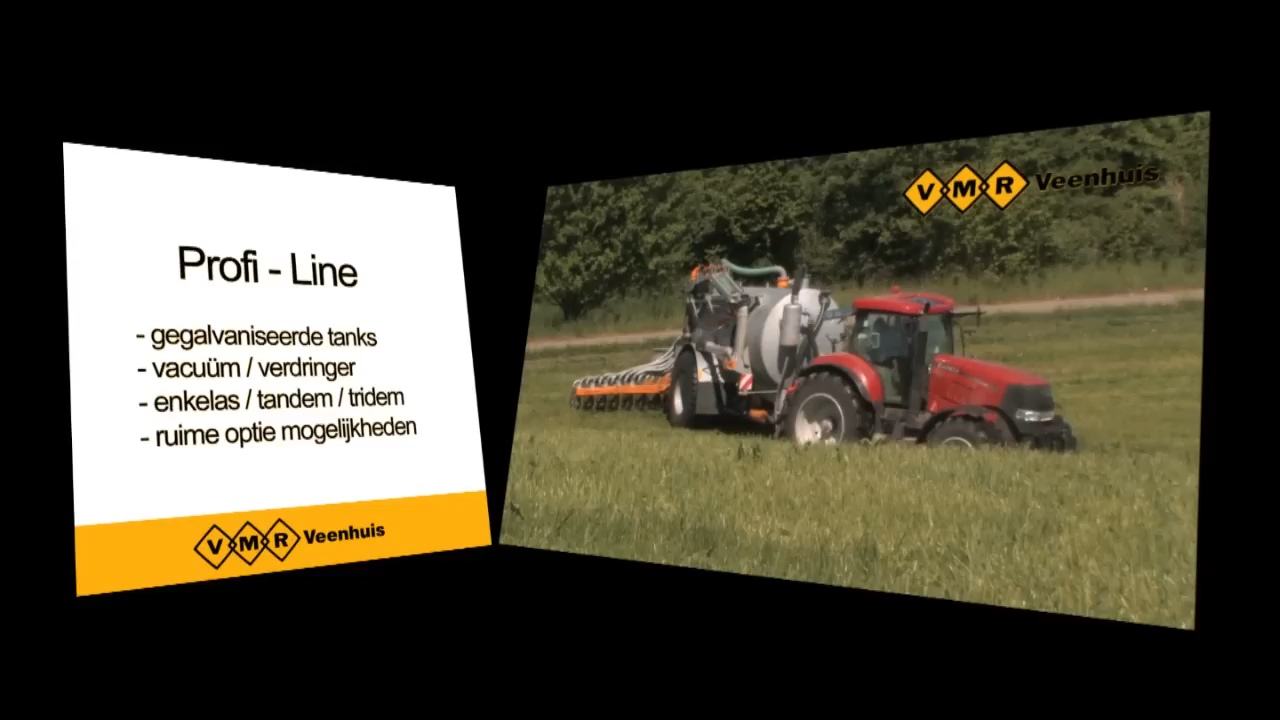 Profi - Line
- gegalvaniseerde tanks
- vacuüm / verdringer
- enkelas / tandem / tridem
- ruime optie mogelijkheden
VMR Veenhuis
VMR Veenhuis